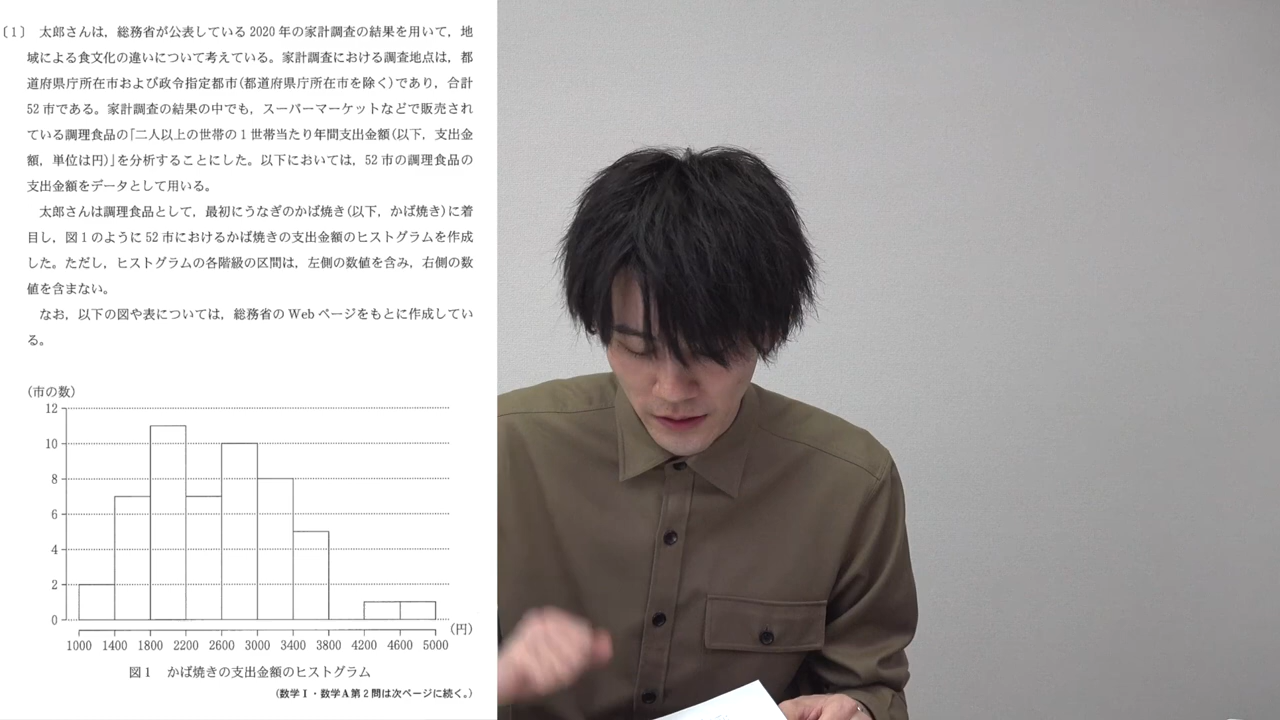 〔1〕 太郎さんは，総務省が公表している 2020 年の家計調査の結果を用いて，地
域による食文化の違いについて考えている。家計調査における調査地点は，都
道府県庁所在市および政令指定都市(都道府県庁所在市を除く)であり，合計
52 市である。家計調査の結果の中でも，スーパーマーケットなどで販売され
ている調理食品の「二人以上の世帯の 1 世帯当たり年間支出金額(以下，支出金
額，単位は円)」を分析することにした。以下においては，52 市の調理食品の
支出金額をデータとして用いる。
太郎さんは調理食品として，最初にうなぎのかば焼き(以下，かば焼き)に着
目し，図 1 のように 52 市におけるかば焼きの支出金額のヒストグラムを作成
した。ただし，ヒストグラムの各階級の区間は，左側の数値を含み，右側の数
値を含まない。
なお，以下の図や表については，総務省の Web ページをもとに作成してい
る。
(市の数)
12
10
8
6
4
2
0
1000 1400 1800 2200 2600 3000 3400 3800 4200 4600 5000
(円)
図 1 かば焼きの支出金額のヒストグラム
(数学Ⅰ・数学A第 2 問は次ページに続く。)